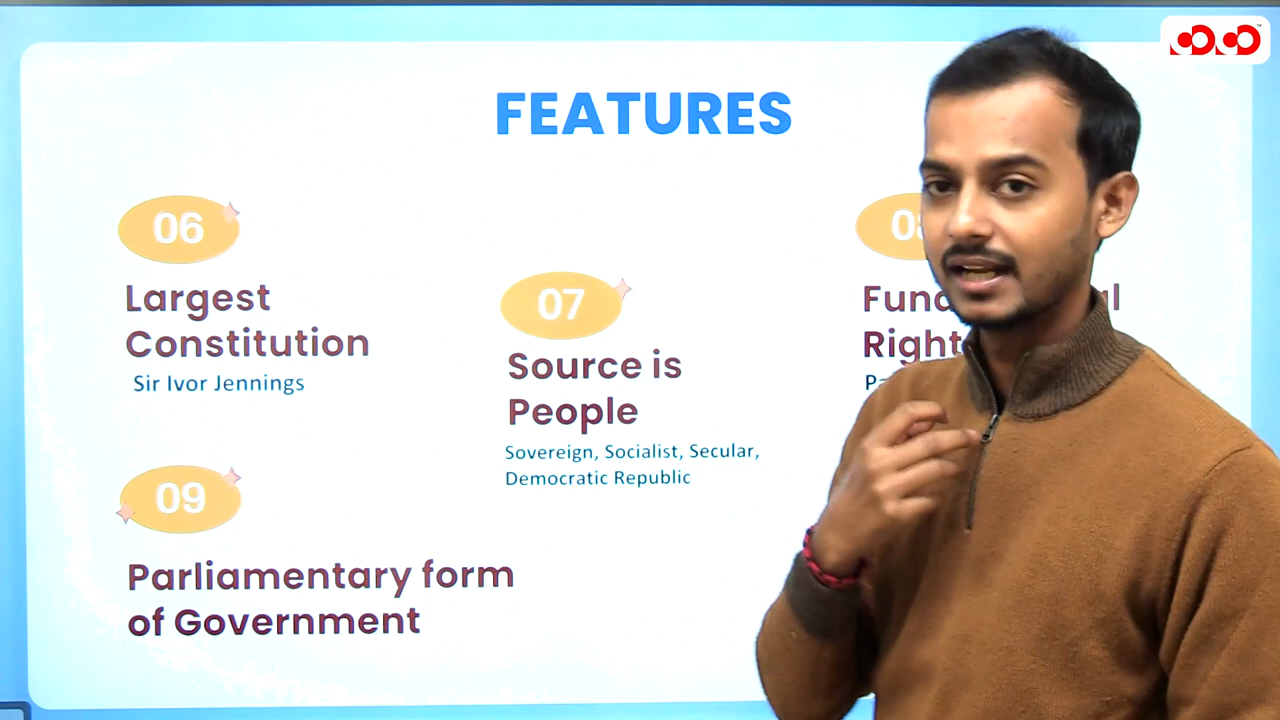 FEATURES
06
Largest
Constitution
Sir Ivor Jennings
07
Source is
People
Sovereign, Socialist, Secular,
Democratic Republic
09
Parliamentary form
of Government